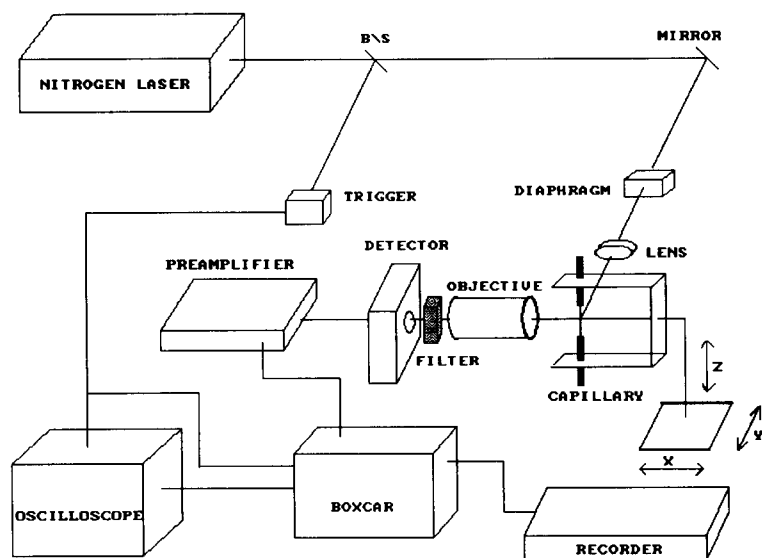 B\S
MIRROR
NITROGEN LASER
TRIGGER
DIAPHRAGM
DETECTOR
LENS
PREAMPLIFIER
OBJECTIVE
FILTER
Z
CAPILLARY
Y
X
OSCILLOSCOPE
BOXCAR
RECORDER